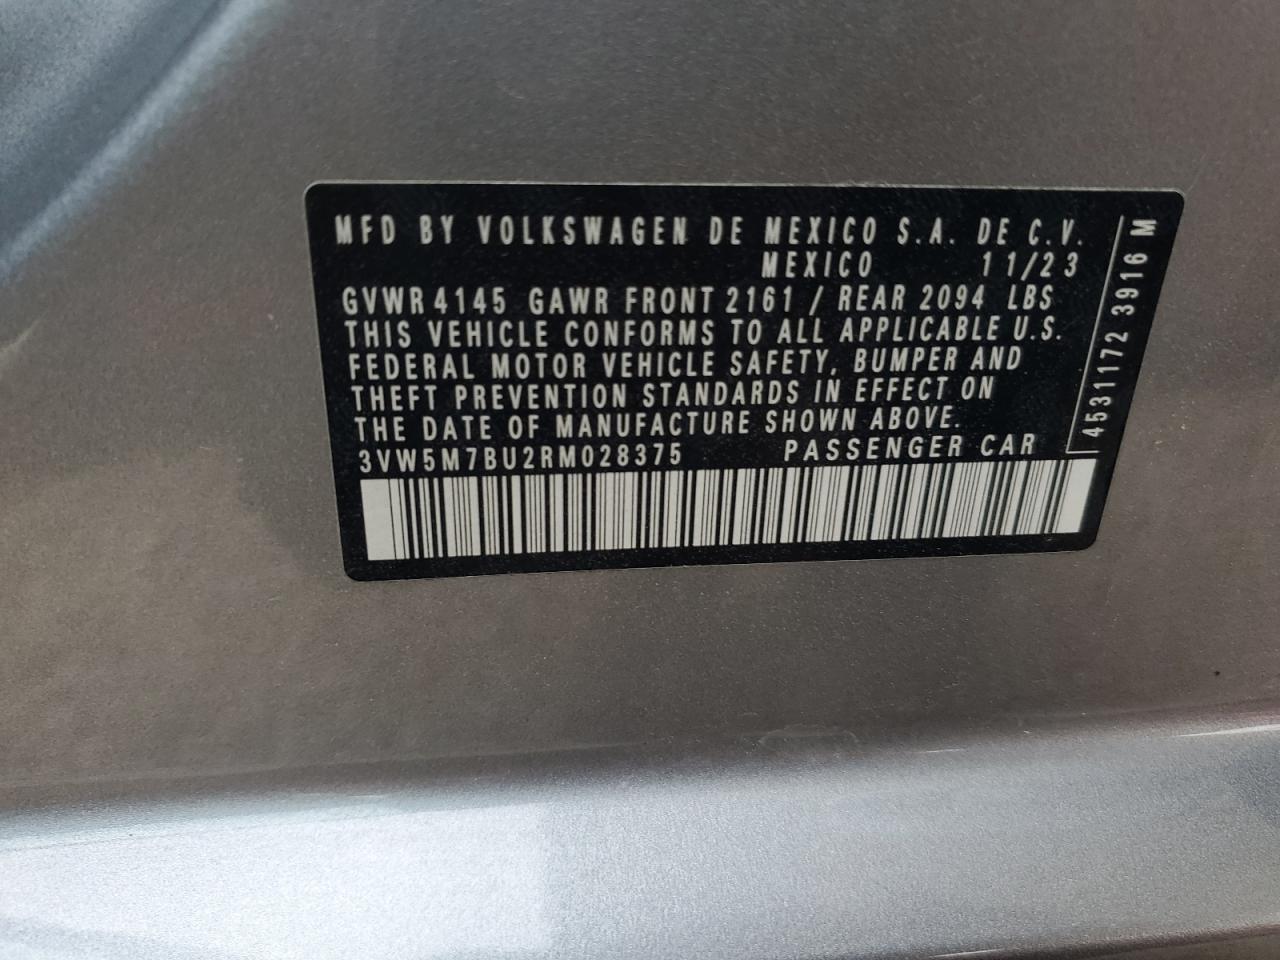 MFD BY VOLKSWAGEN DE MEXICO S.A. DE C.V.
MEXICO 11/23
GVWR 4145 GAWR FRONT 2161 / REAR 2094 LBS
THIS VEHICLE CONFORMS TO ALL APPLICABLE U.S.
FEDERAL MOTOR VEHICLE SAFETY, BUMPER AND
THEFT PREVENTION STANDARDS IN EFFECT ON
THE DATE OF MANUFACTURE SHOWN ABOVE.
3VW5M7BU2RM028375 PASSENGER CAR
4531172 3916 M